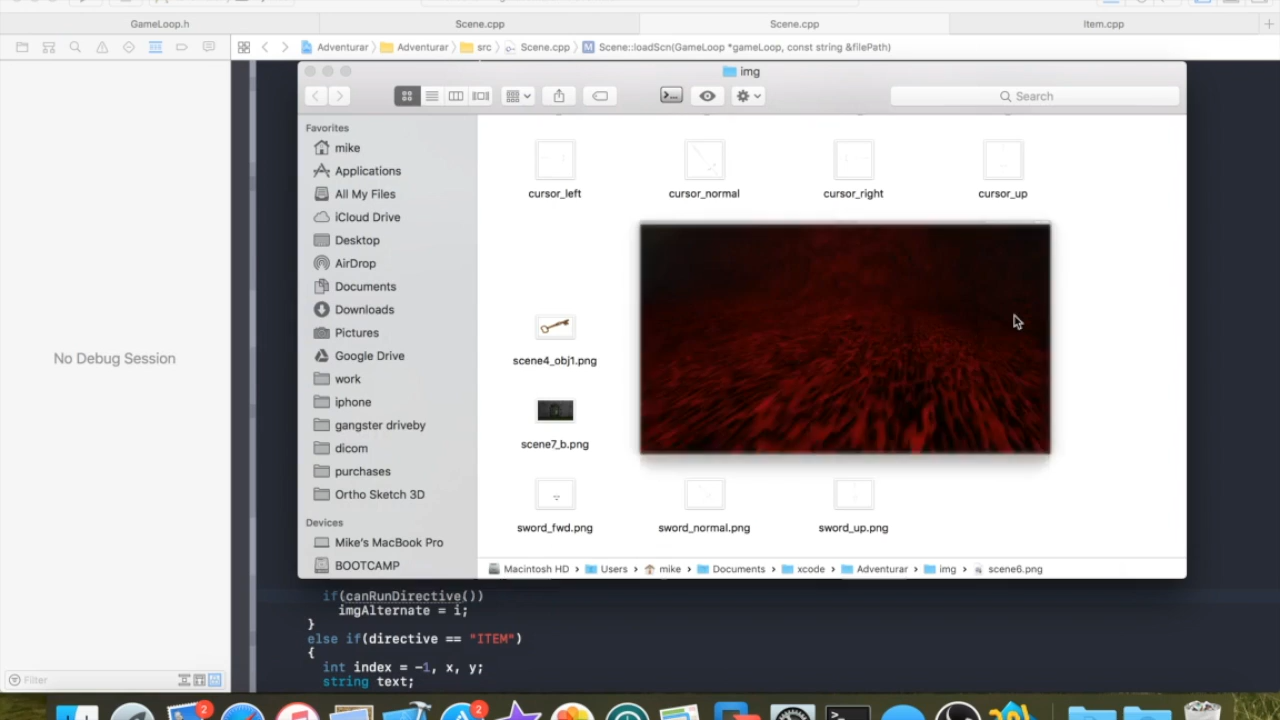 GameLoop.h
Scene.cpp
Scene.cpp
Item.cpp
Adventurar
Adventurar
src
Scene.cpp
M
Scene::loadScn(GameLoop *gameLoop, const string &filePath)
img
Search
Favorites
mike
Applications
All My Files
iCloud Drive
Desktop
AirDrop
Documents
Downloads
Pictures
Google Drive
work
iphone
gangster driveby
dicom
purchases
Ortho Sketch 3D
Devices
Mike's MacBook Pro
BOOTCAMP
cursor_left
cursor_normal
cursor_right
cursor_up
scene4_obj1.png
scene7_b.png
sword_fwd.png
sword_normal.png
sword_up.png
Macintosh HD
Users
mike
Documents
xcode
Adventurar
img
scene6.png
No Debug Session
if(canRunDirective())
imgAlternate = i;
}
else if(directive == "ITEM")
{
int index = -1, x, y;
string text;
Filter
2
2